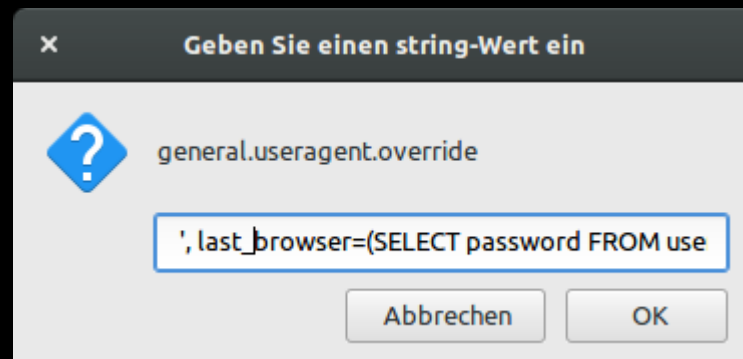 Geben Sie einen string-Wert ein
general.useragent.override
', last_browser=(SELECT password FROM use
Abbrechen OK